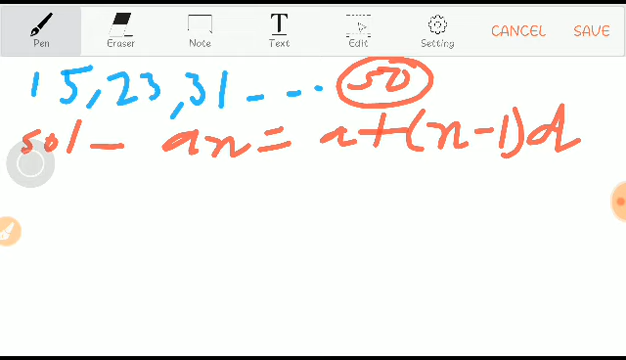 Pen Eraser Note Text Edit Setting CANCEL SAVE
15, 23, 31 - - .. 50
sol - an = a + (n - 1) d